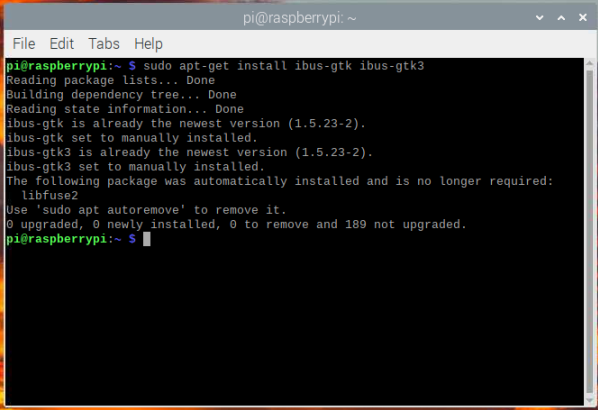 pi@raspberrypi: ~
File Edit Tabs Help
pi@raspberrypi:~ $ sudo apt-get install ibus-gtk ibus-gtk3
Reading package lists... Done
Building dependency tree... Done
Reading state information... Done
ibus-gtk is already the newest version (1.5.23-2).
ibus-gtk set to manually installed.
ibus-gtk3 is already the newest version (1.5.23-2).
ibus-gtk3 set to manually installed.
The following package was automatically installed and is no longer required:
  libfuse2
Use 'sudo apt autoremove' to remove it.
0 upgraded, 0 newly installed, 0 to remove and 189 not upgraded.
pi@raspberrypi:~ $